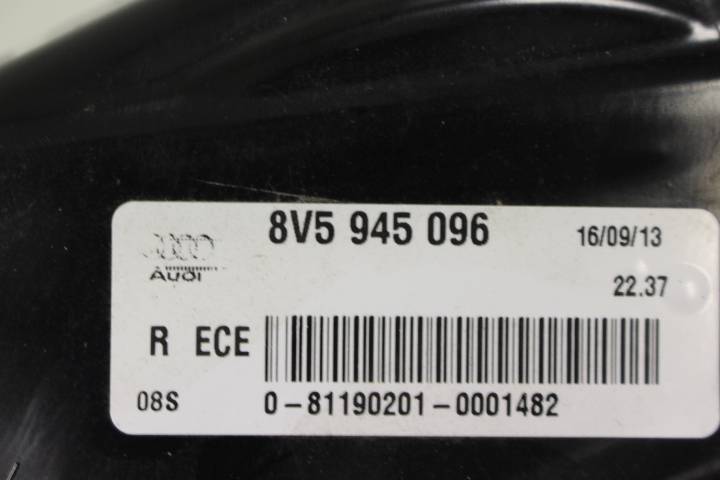 8V5 945 096
16/09/13
AUDI
22.37
R ECE
08S
0-81190201-0001482